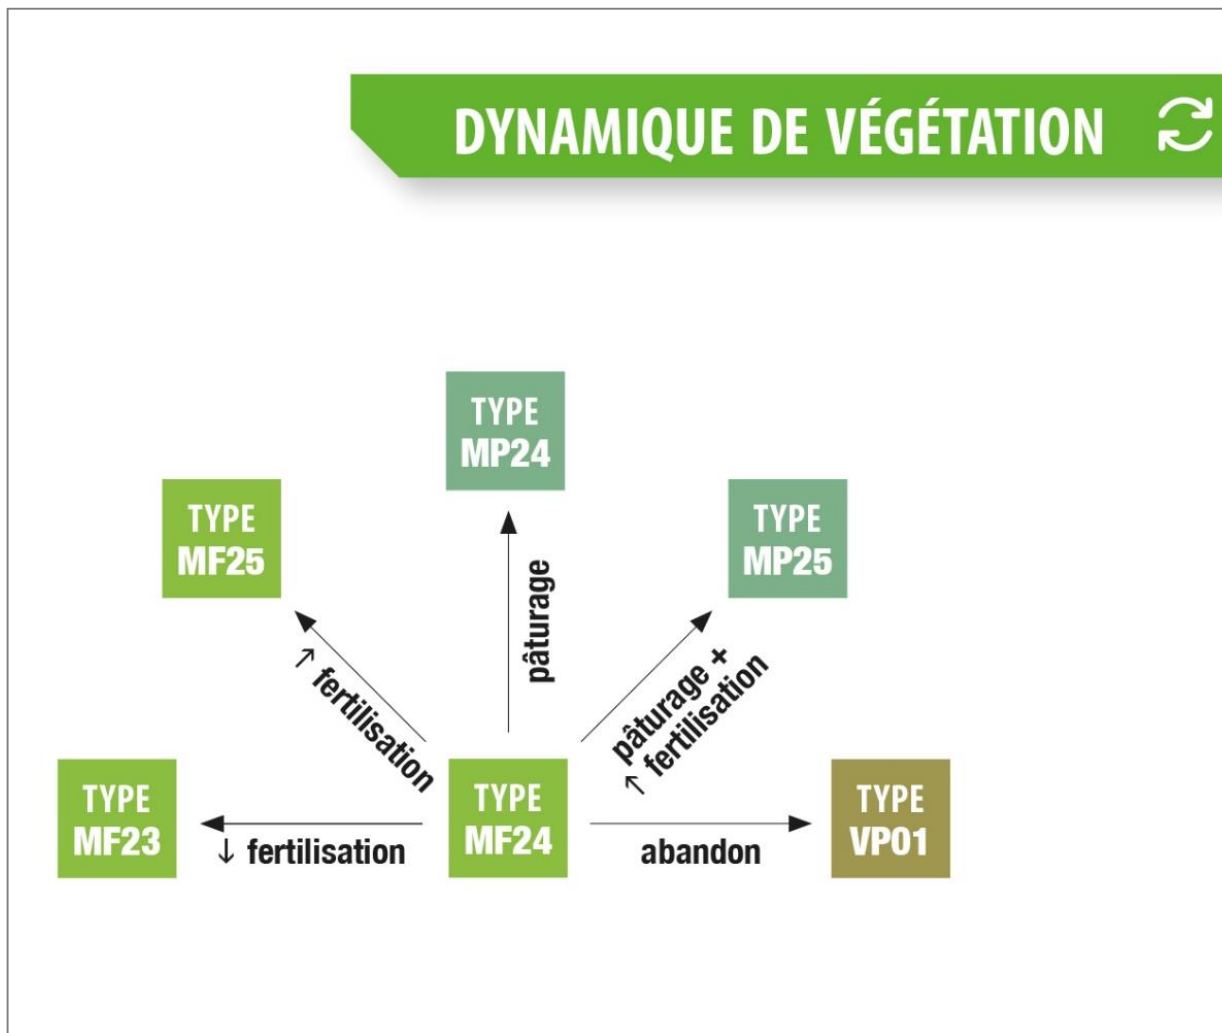 DYNAMIQUE DE VÉGÉTATION
TYPE
MP24
TYPE
MF25
TYPE
MP25
pâturage
↑ fertilisation
pâturage +
↑ fertilisation
TYPE
MF23
↓ fertilisation
TYPE
MF24
abandon
TYPE
VP01